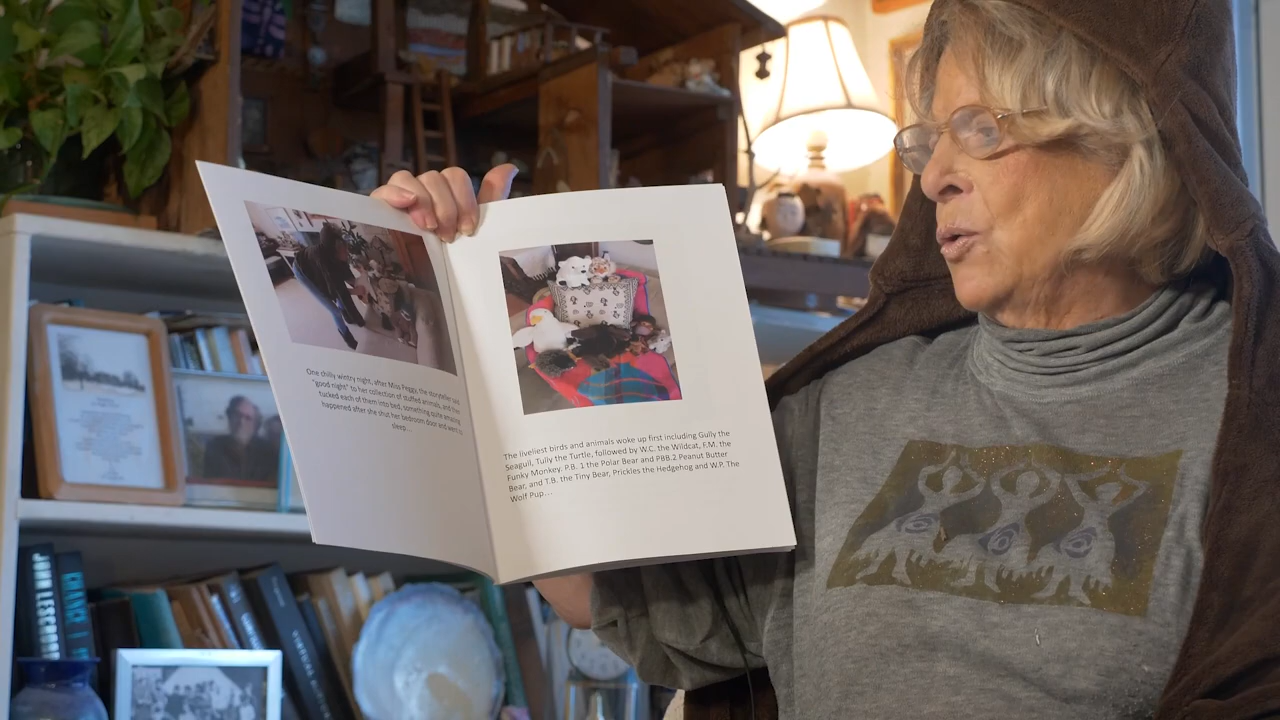 One chilly wintry night, after Miss Peggy, the storyteller said
"good night" to her collection of stuffed animals, and then
tucked each of them into bed, something quite amazing
happened after she shut her bedroom door and went to
sleep...
The liveliest birds and animals woke up first including Gully the
Seagull, Tully the Turtle, followed by W.C. the Wildcat, F.M. the
Funky Monkey, P.B. 1 the Polar Bear and PBB.2 Peanut Butter
Bear, and T.B. the Tiny Bear, Prickles the Hedgehog and W.P. The
Wolf Pup...